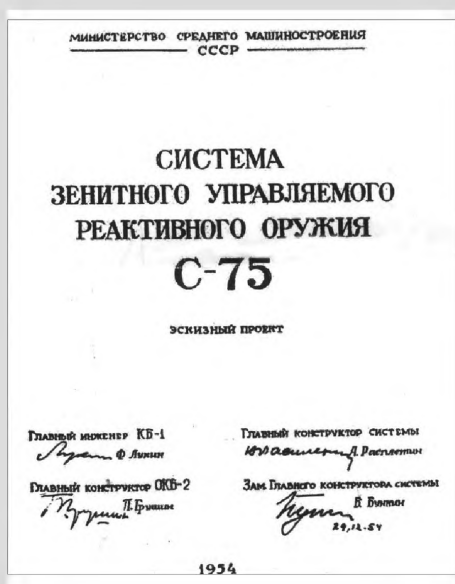 МИНИСТЕРСТВО СРЕДНЕГО МАШИНОСТРОЕНИЯ
СССР
СИСТЕМА
ЗЕНИТНОГО УПРАВЛЯЕМОГО
РЕАКТИВНОГО ОРУЖИЯ
С-75
ЭСКИЗНЫЙ ПРОЕКТ
ГЛАВНЫЙ ИНЖЕНЕР КБ-1
Ф Лукин
ГЛАВНЫЙ КОНСТРУКТОР ОКБ-2
П. Грушин
ГЛАВНЫЙ КОНСТРУКТОР СИСТЕМЫ
А. Расплетин
ЗАМ. ГЛАВНОГО КОНСТРУКТОРА СИСТЕМЫ
Б. Бункин
29.12.54
1954